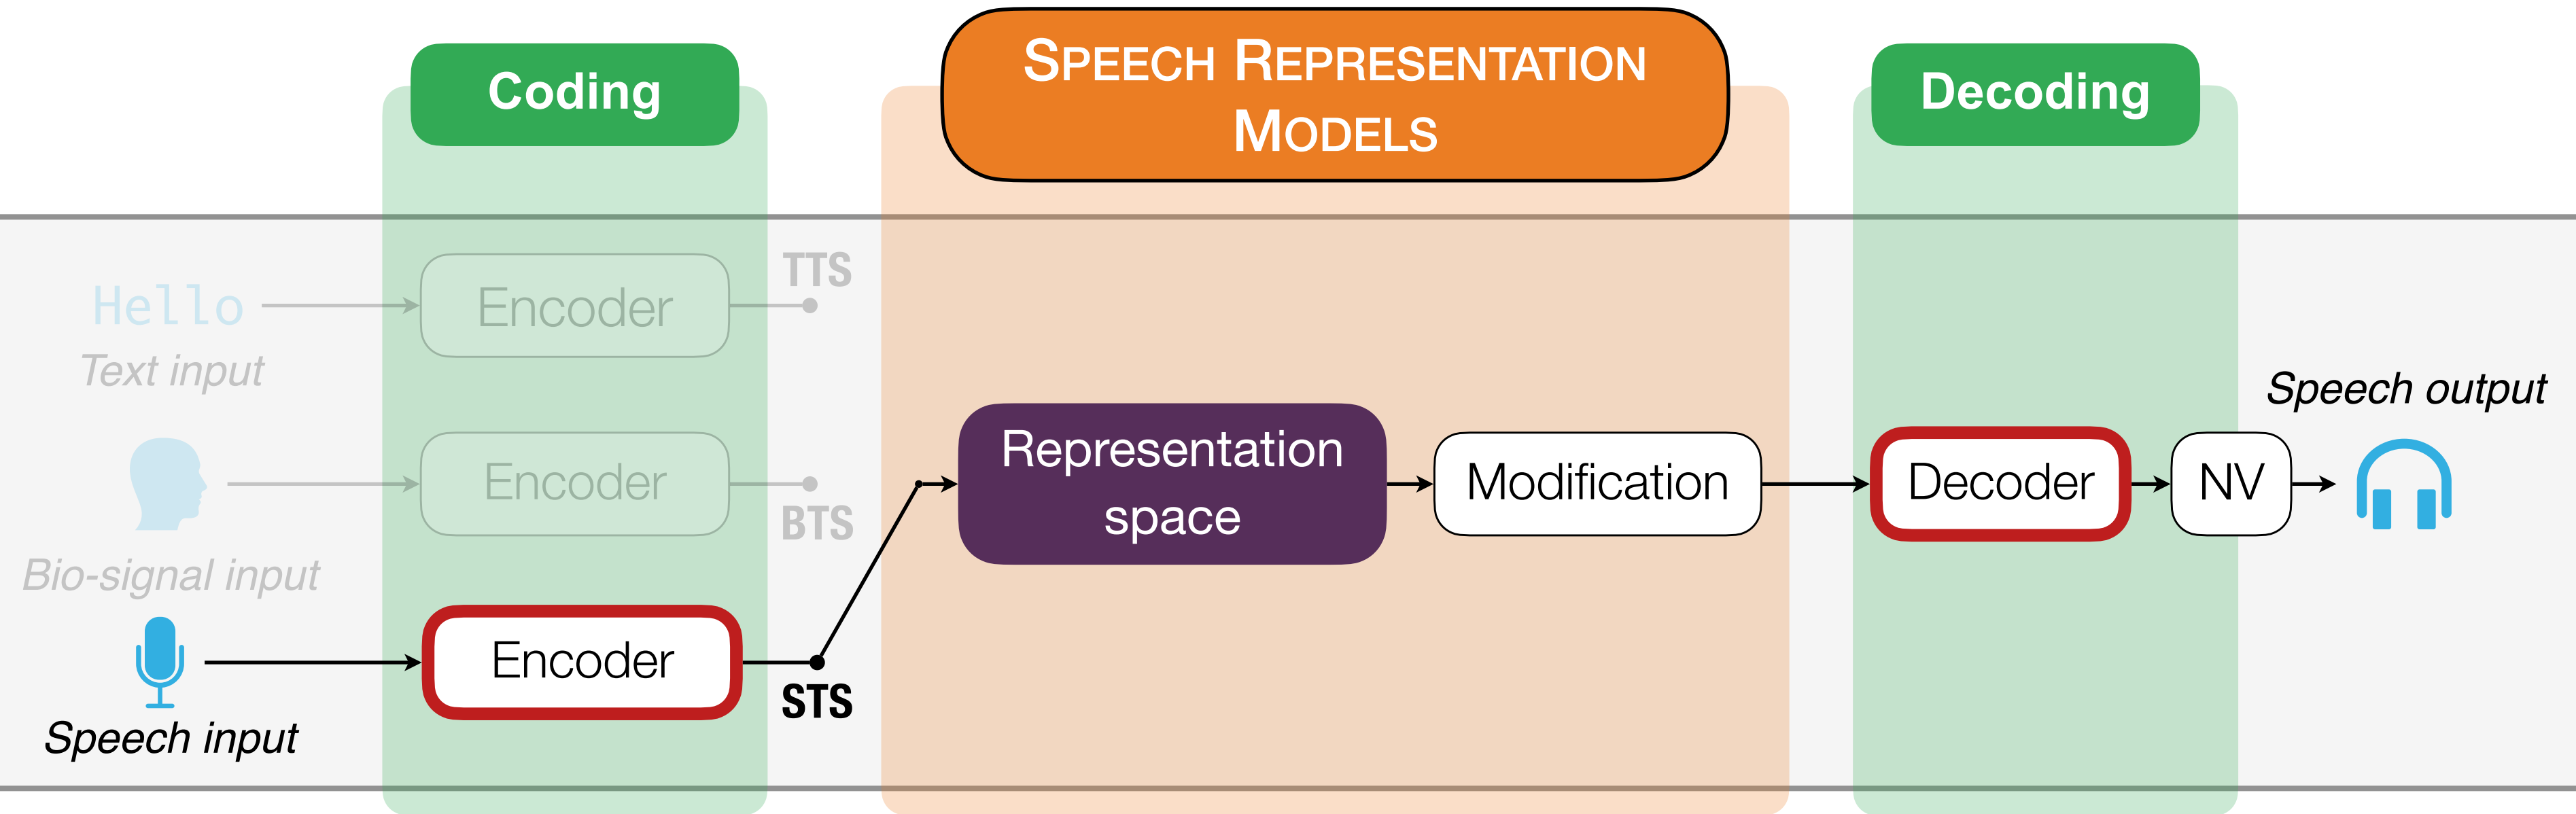 Coding
SPEECH REPRESENTATION
MODELS
Decoding
Hello
Text input
Encoder
TTS
Bio-signal input
Encoder
BTS
Speech input
Encoder
STS
Representation
space
Modification
Decoder
NV
Speech output